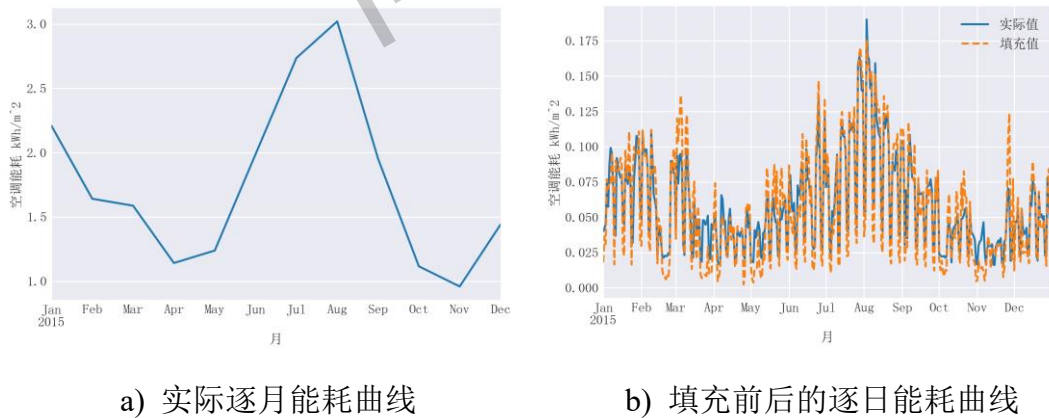 3.0
2.5
2.0
1.5
1.0
空调能耗 kWh/m^2
Jan Feb Mar Apr May Jun Jul Aug Sep Oct Nov Dec
2015
月
0.175
0.150
0.125
0.100
0.075
0.050
0.025
0.000
空调能耗 kWh/m^2
实际值
填充值
Jan Feb Mar Apr May Jun Jul Aug Sep Oct Nov Dec
2015
月
a) 实际逐月能耗曲线
b) 填充前后的逐日能耗曲线